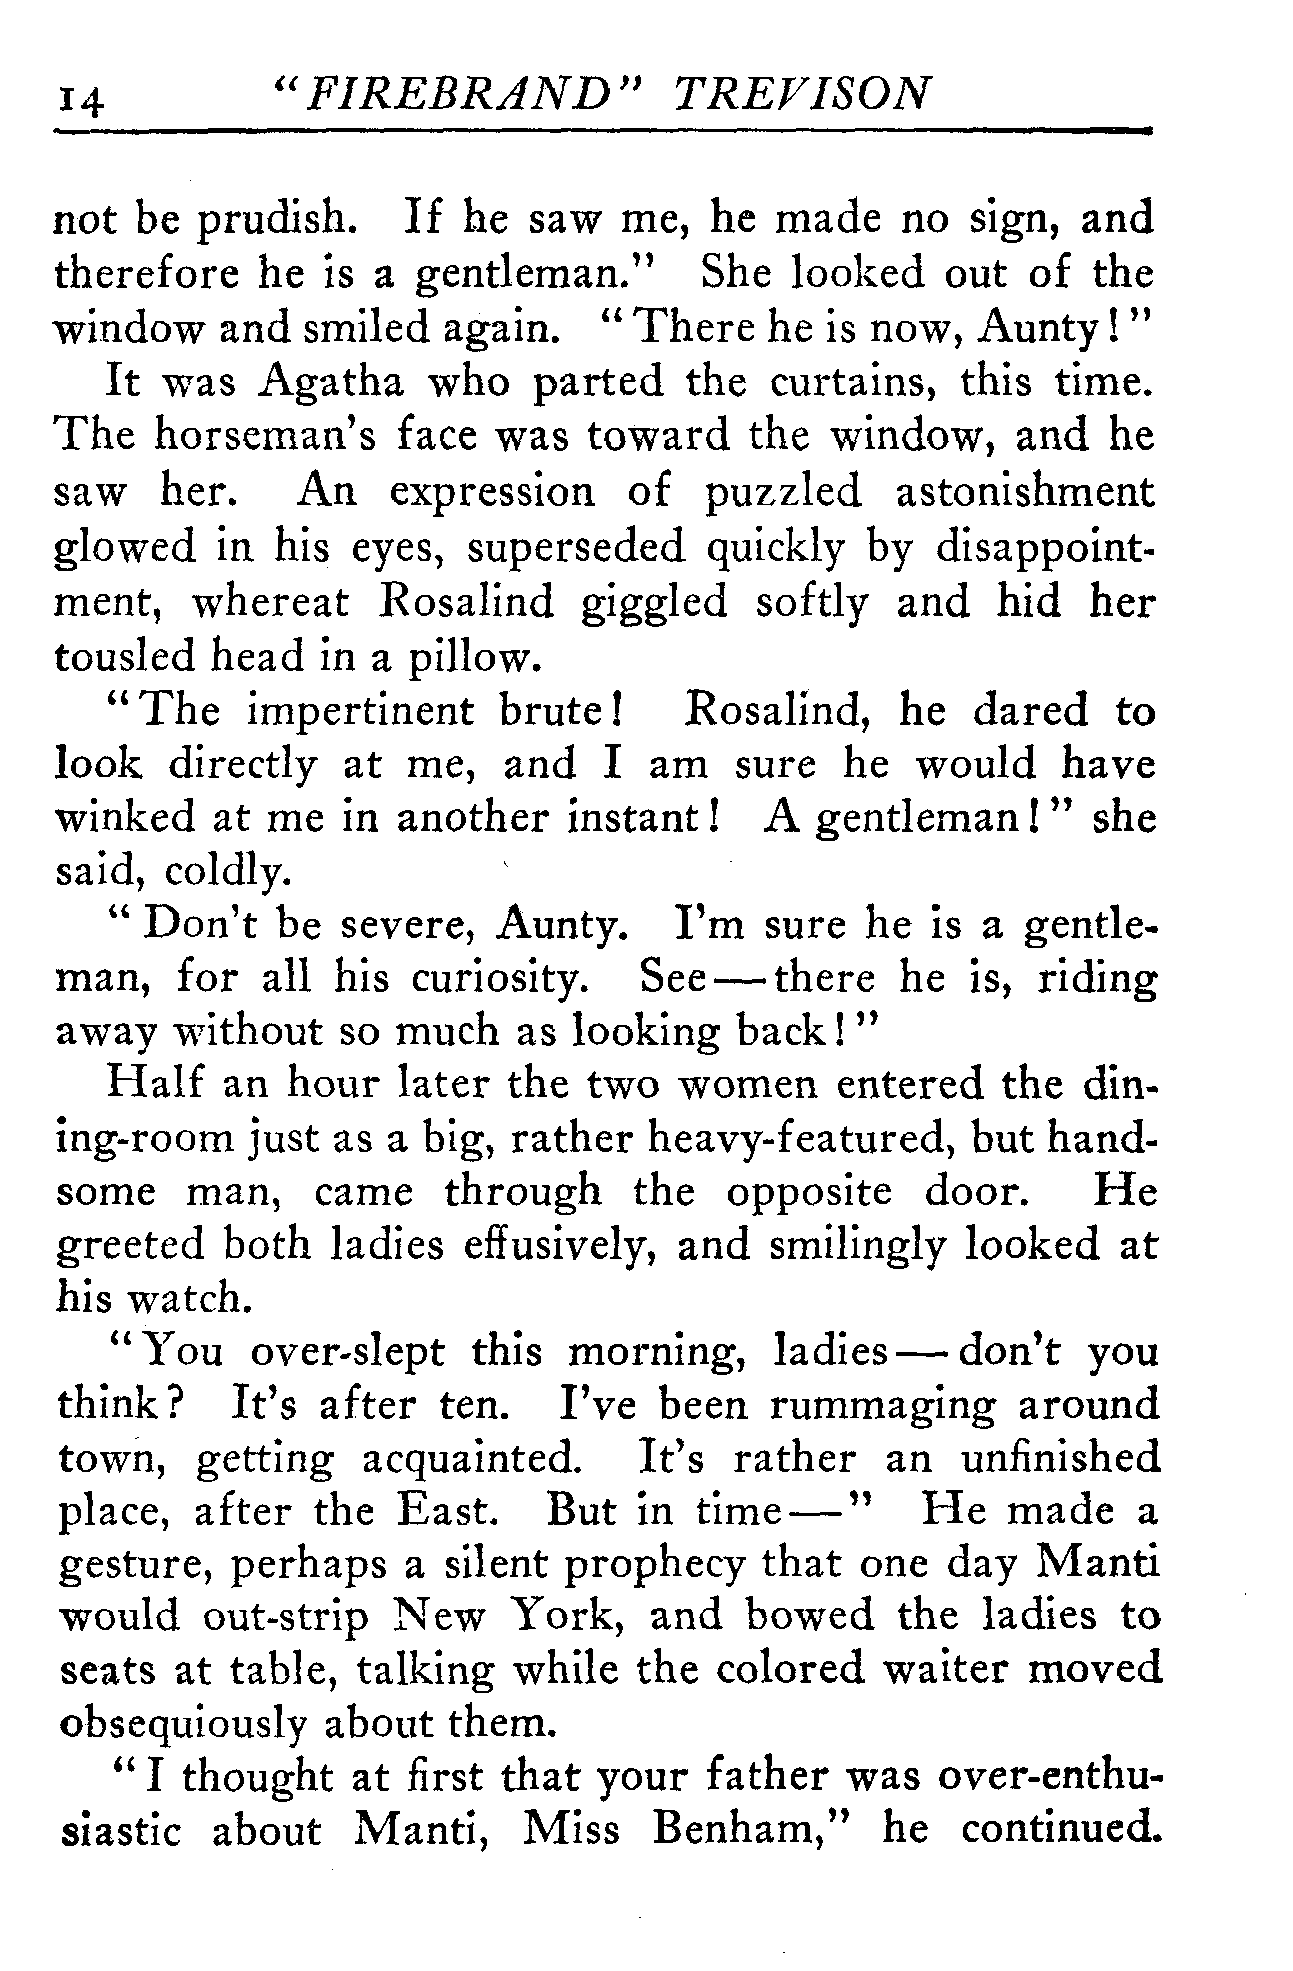 14 "FIREBRAND" TREVISON
not be prudish. If he saw me, he made no sign, and
therefore he is a gentleman." She looked out of the
window and smiled again. "There he is now, Aunty!"
It was Agatha who parted the curtains, this time.
The horseman's face was toward the window, and he
saw her. An expression of puzzled astonishment
glowed in his eyes, superseded quickly by disappoint-
ment, whereat Rosalind giggled softly and hid her
tousled head in a pillow.
"The impertinent brute! Rosalind, he dared to
look directly at me, and I am sure he would have
winked at me in another instant! A gentleman!" she
said, coldly.
"Don't be severe, Aunty. I'm sure he is a gentle-
man, for all his curiosity. See—there he is, riding
away without so much as looking back!"
Half an hour later the two women entered the din-
ing-room just as a big, rather heavy-featured, but hand-
some man, came through the opposite door. He
greeted both ladies effusively, and smilingly looked at
his watch.
"You over-slept this morning, ladies—don't you
think? It's after ten. I've been rummaging around
town, getting acquainted. It's rather an unfinished
place, after the East. But in time—" He made a
gesture, perhaps a silent prophecy that one day Manti
would out-strip New York, and bowed the ladies to
seats at table, talking while the colored waiter moved
obsequiously about them.
"I thought at first that your father was over-enthu-
siastic about Manti, Miss Benham," he continued.